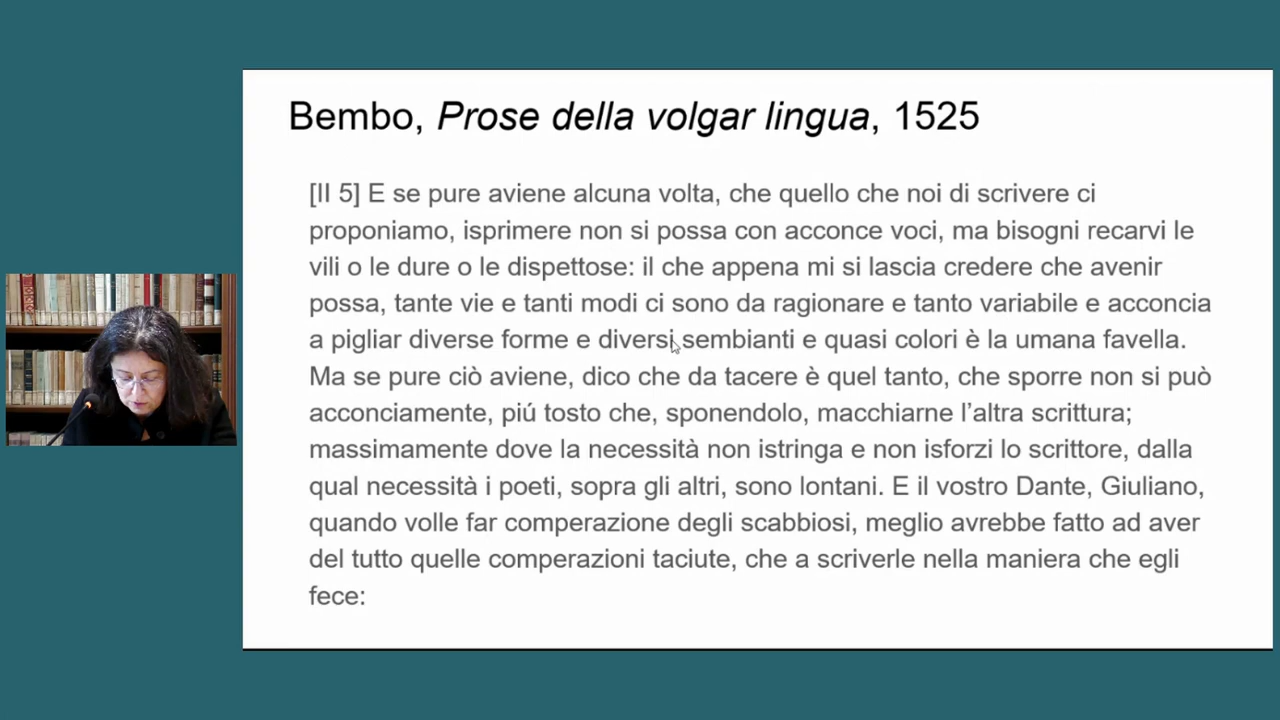 Bembo, Prose della volgar lingua, 1525
[II 5] E se pure aviene alcuna volta, che quello che noi di scrivere ci
proponiamo, isprimere non si possa con acconce voci, ma bisogni recarvi le
vili o le dure o le dispettose: il che appena mi si lascia credere che avenir
possa, tante vie e tanti modi ci sono da ragionare e tanto variabile e acconcia
a pigliar diverse forme e diversi sembianti e quasi colori è la umana favella.
Ma se pure ciò aviene, dico che da tacere è quel tanto, che sporre non si può
acconciamente, piú tosto che, sponendolo, macchiarne l’altra scrittura;
massimamente dove la necessità non istringa e non isforzi lo scrittore, dalla
qual necessità i poeti, sopra gli altri, sono lontani. E il vostro Dante, Giuliano,
quando volle far comperazione degli scabbiosi, meglio avrebbe fatto ad aver
del tutto quelle comperazioni taciute, che a scriverle nella maniera che egli
fece: